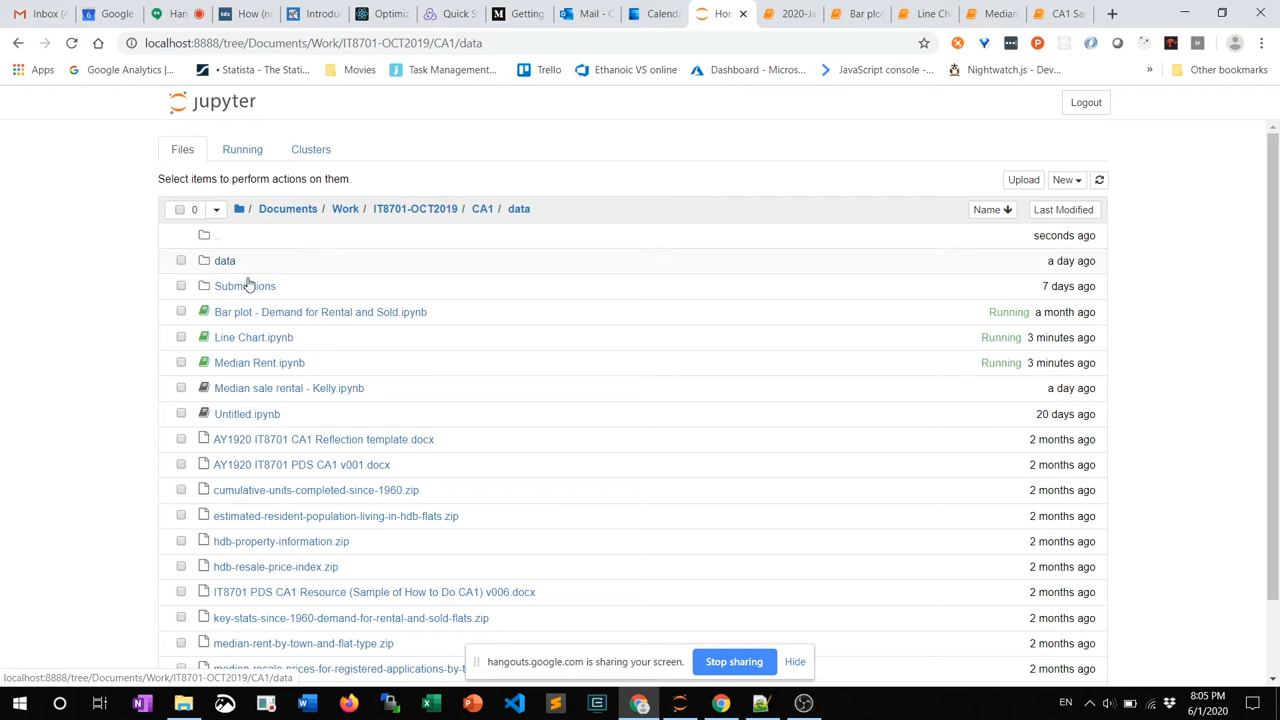 Minbox
Google
Han
How (n
Introdu
Optimiz
Quick S
Getting
Mail - C
Calenda
Hon
2020-Ja
Bar plo
Line Ch
Median
CA1 Sa
localhost:8888/tree/Documents/Work/IT8701-OCT2019/CA1/data
Apps
Google Analytics |...
• Statista - The Stati...
Movies
Task Management...
Trello
Ethanoic VS online
Dashboard - Micros...
JavaScript console -...
Nightwatch.js - Dev...
»
Other bookmarks
jupyter
Logout
Files
Running
Clusters
Select items to perform actions on them.
Upload
New
0
/ Documents / Work / IT8701-OCT2019 / CA1 / data
Name
Last Modified
.. seconds ago
data a day ago
Submissions 7 days ago
Bar plot - Demand for Rental and Sold.ipynb Running a month ago
Line Chart.ipynb Running 3 minutes ago
Median Rent.ipynb Running 3 minutes ago
Median sale rental - Kelly.ipynb a day ago
Untitled.ipynb 20 days ago
AY1920 IT8701 CA1 Reflection template.docx 2 months ago
AY1920 IT8701 PDS CA1 v001.docx 2 months ago
cumulative-units-completed-since-1960.zip 2 months ago
estimated-resident-population-living-in-hdb-flats.zip 2 months ago
hdb-property-information.zip 2 months ago
hdb-resale-price-index.zip 2 months ago
IT8701 PDS CA1 Resource (Sample of How to Do CA1) v006.docx 2 months ago
key-stats-since-1960-demand-for-rental-and-sold-flats.zip 2 months ago
median-rent-by-town-and-flat-type.zip 2 months ago
median-resale-prices-for-registered-applications-by-t 2 months ago
hangouts.google.com is sharing your screen.
Stop sharing
Hide
localhost:8888/tree/Documents/Work/IT8701-OCT2019/CA1/data
EN
8:05 PM
6/1/2020